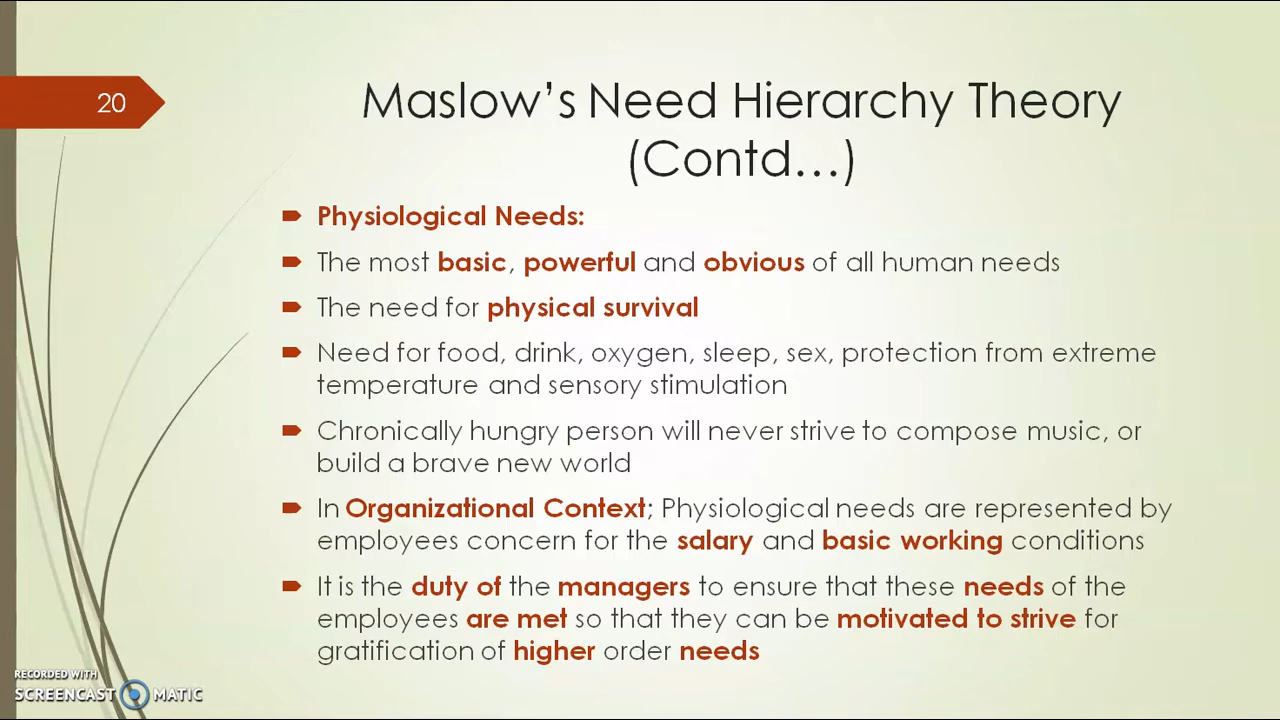 20
Maslow’s Need Hierarchy Theory
(Contd…)
Physiological Needs:
The most basic, powerful and obvious of all human needs
The need for physical survival
Need for food, drink, oxygen, sleep, sex, protection from extreme
temperature and sensory stimulation
Chronically hungry person will never strive to compose music, or
build a brave new world
In Organizational Context; Physiological needs are represented by
employees concern for the salary and basic working conditions
It is the duty of the managers to ensure that these needs of the
employees are met so that they can be motivated to strive for
gratification of higher order needs
RECORDED WITH
SCREENCAST MATIC